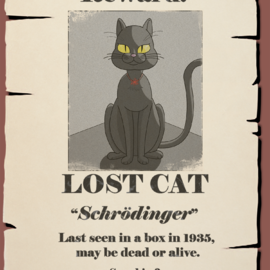 LOST CAT
“Schrödinger”
Last seen in a box in 1935,
may be dead or alive.